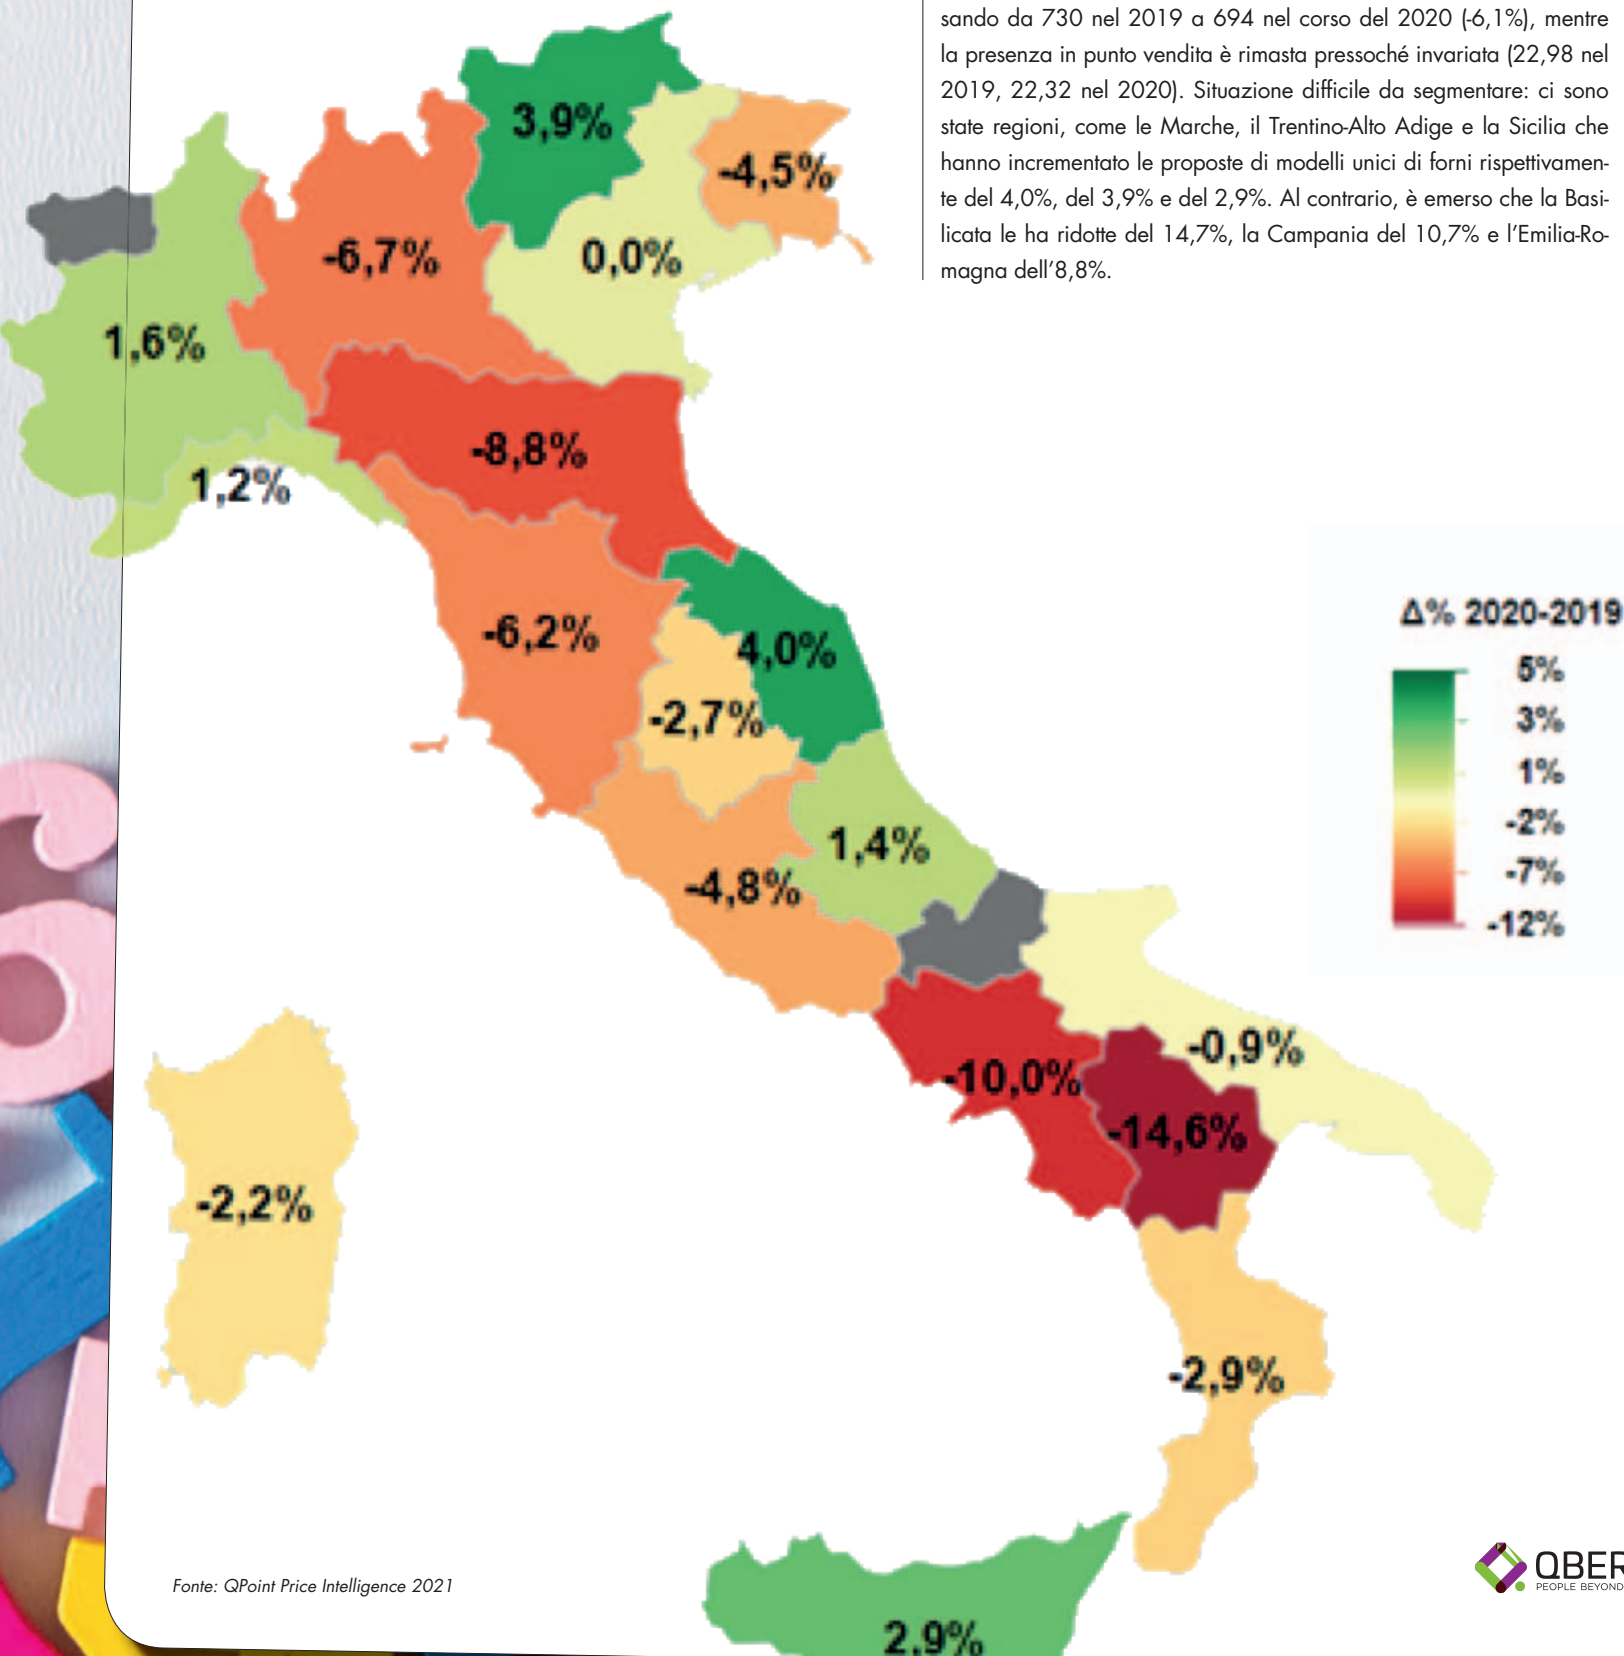 sando da 730 nel 2019 a 694 nel corso del 2020 (-6,1%), mentre
la presenza in punto vendita è rimasta pressoché invariata (22,98 nel
2019, 22,32 nel 2020). Situazione difficile da segmentare: ci sono
state regioni, come le Marche, il Trentino-Alto Adige e la Sicilia che
hanno incrementato le proposte di modelli unici di forni rispettivamen-
te del 4,0%, del 3,9% e del 2,9%. Al contrario, è emerso che la Basi-
licata le ha ridotte del 14,7%, la Campania del 10,7% e l'Emilia-Ro-
magna dell'8,8%.
3,9%
-4,5%
-6,7%
0,0%
1,6%
-8,8%
1,2%
-6,2%
4,0%
-2,7%
1,4%
-4,8%
-0,9%
-10,0%
-14,6%
-2,2%
-2,9%
2,9%
Δ% 2020-2019
5%
3%
1%
-2%
-7%
-12%
Fonte: QPoint Price Intelligence 2021
QBER
PEOPLE BEYOND